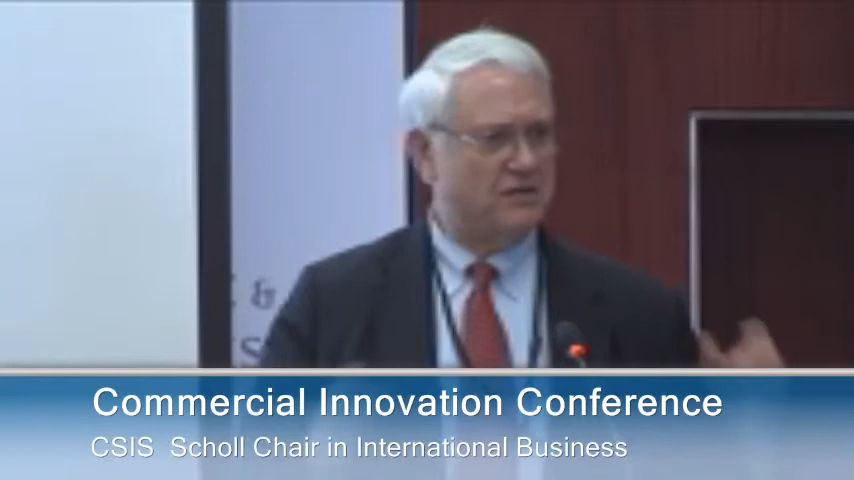 &
Commercial Innovation Conference
CSIS Scholl Chair in International Business